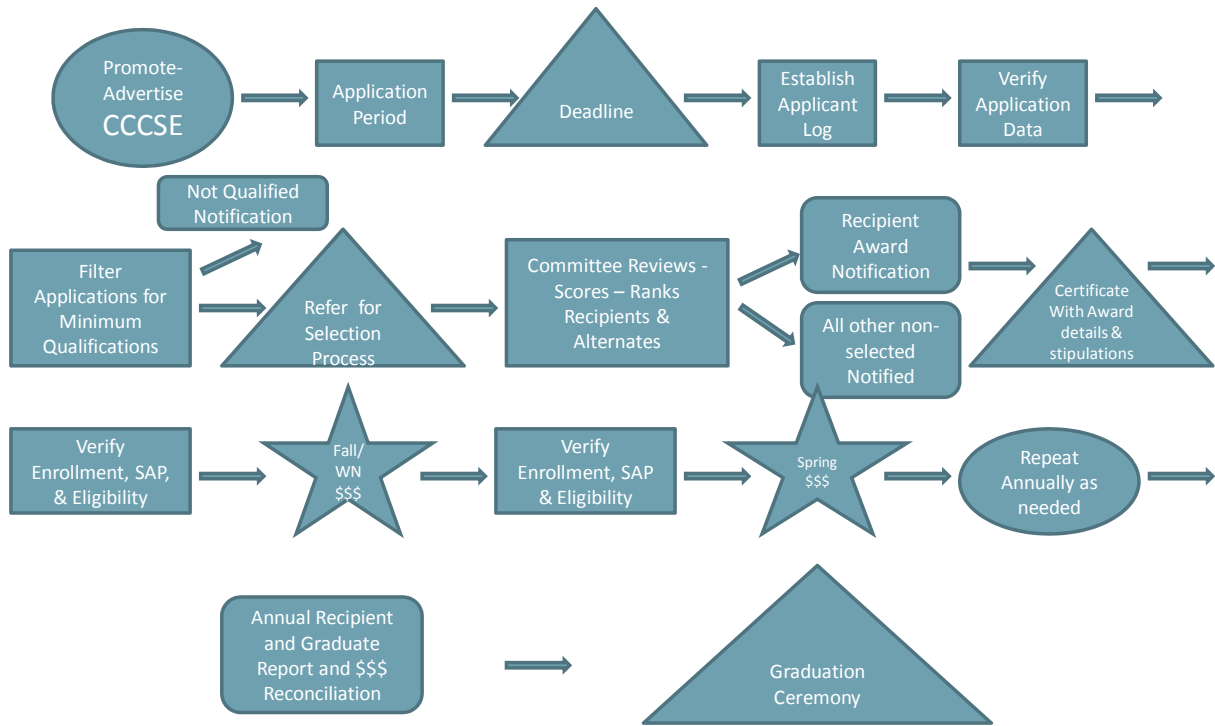 Promote-
Advertise
CCCSE
Application
Period
Deadline
Establish
Applicant
Log
Verify
Application
Data
Not Qualified
Notification
Filter
Applications for
Minimum
Qualifications
Refer for
Selection
Process
Committee Reviews -
Scores – Ranks
Recipients &
Alternates
Recipient
Award
Notification
All other non-
selected
Notified
Certificate
With Award
details &
stipulations
Verify
Enrollment, SAP,
& Eligibility
Fall/
WN
$$$
Verify
Enrollment, SAP
& Eligibility
Spring
$$$
Repeat
Annually as
needed
Annual Recipient
and Graduate
Report and $$$
Reconciliation
Graduation
Ceremony